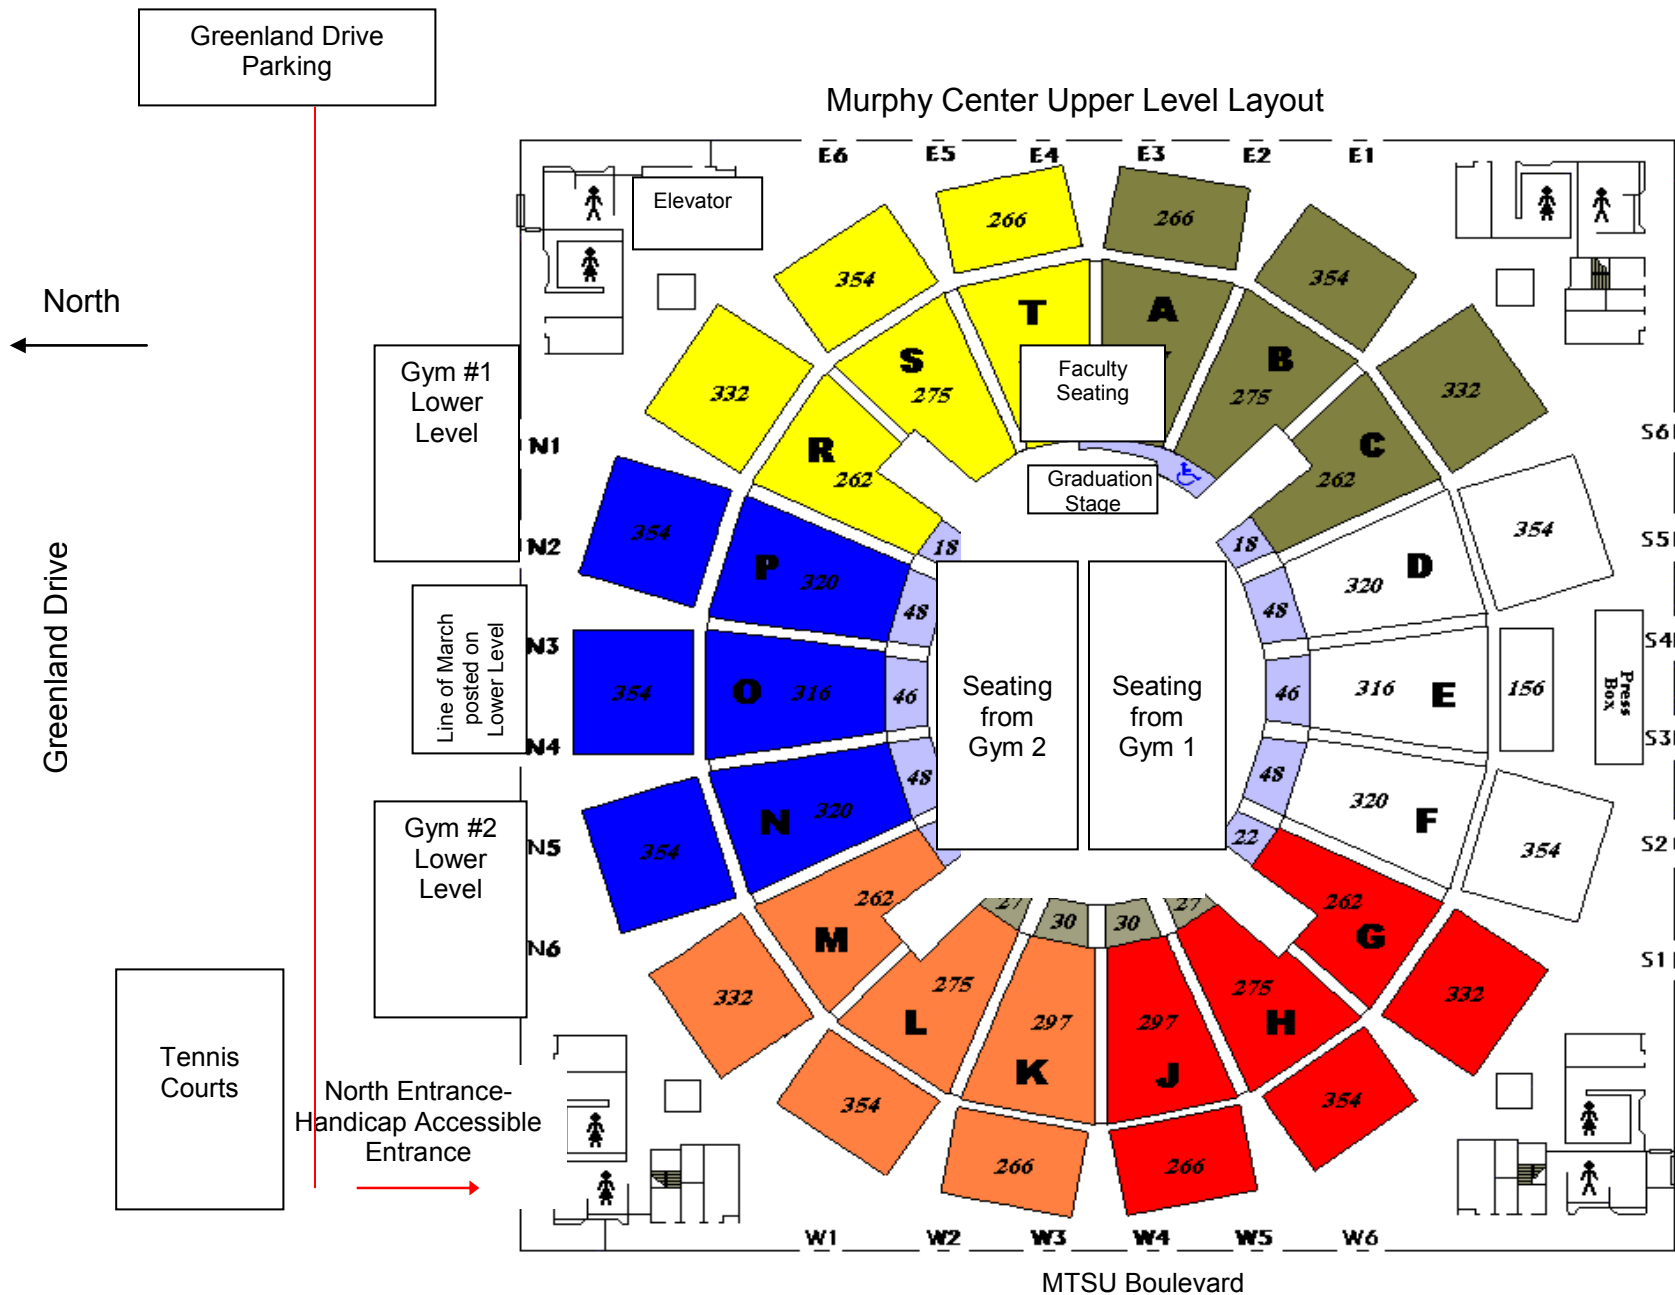 Greenland Drive
Parking
Murphy Center Upper Level Layout
E6
E5
E4
E3
E2
E1
Elevator
North
Greenland Drive
Gym #1
Lower
Level
Line of March
posted on
Lower Level
Gym #2
Lower
Level
Tennis
Courts
North Entrance-
Handicap Accessible
Entrance
N1
N2
N3
N4
N5
N6
266
266
354
354
332
332
T
A
S
275
B
275
R
262
C
262
Faculty
Seating
Graduation
Stage
354
P
320
18
48
18
48
D
320
354
354
O
316
46
Seating
from
Gym 2
Seating
from
Gym 1
46
316
E
156
Press
Box
354
N
320
48
48
22
320
F
354
M
262
332
L
275
354
27
30
30
27
K
297
266
J
297
266
H
275
354
G
262
332
S6
S5
S4
S3
S2
S1
W1
W2
W3
W4
W5
W6
MTSU Boulevard